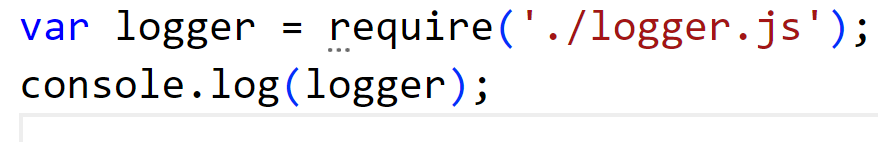 var logger = require('./logger.js');
console.log(logger);